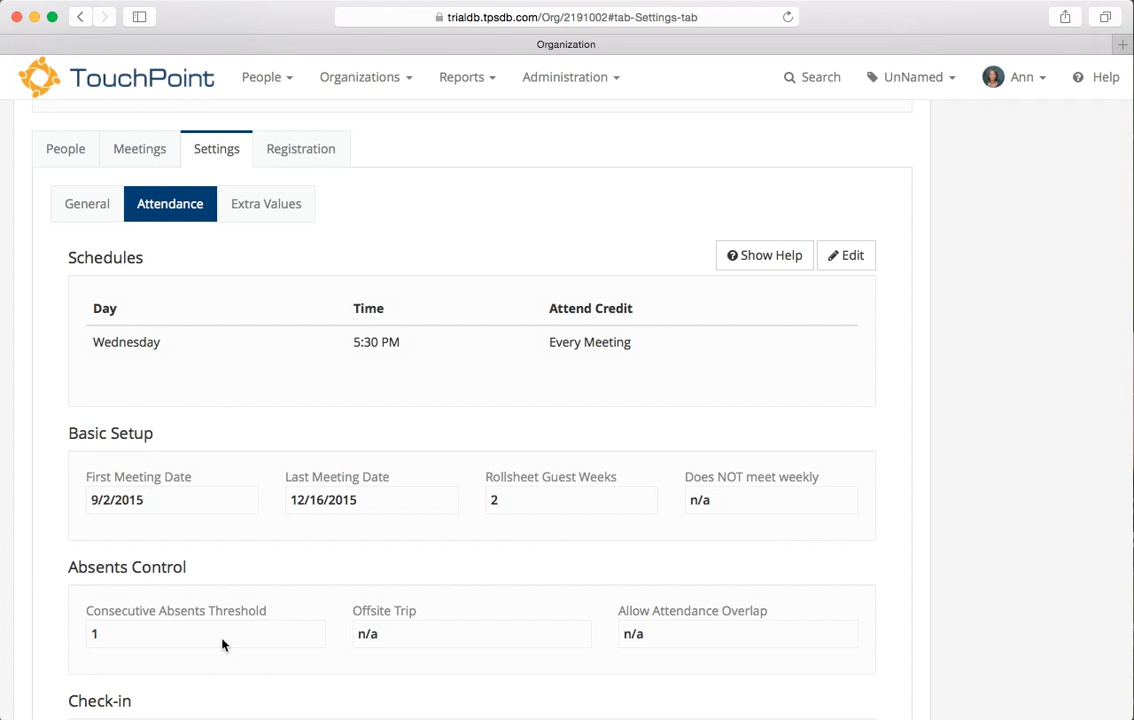 trialdb.tpsdb.com/Org/2191002#tab-Settings-tab
Organization
TouchPoint People Organizations Reports Administration Search UnNamed Ann Help
People Meetings Settings Registration
General Attendance Extra Values
Schedules Show Help Edit
Day Time Attend Credit
Wednesday 5:30 PM Every Meeting
Basic Setup
First Meeting Date Last Meeting Date Rollsheet Guest Weeks Does NOT meet weekly
9/2/2015 12/16/2015 2 n/a
Absents Control
Consecutive Absents Threshold Offsite Trip Allow Attendance Overlap
1 n/a n/a
Check-in